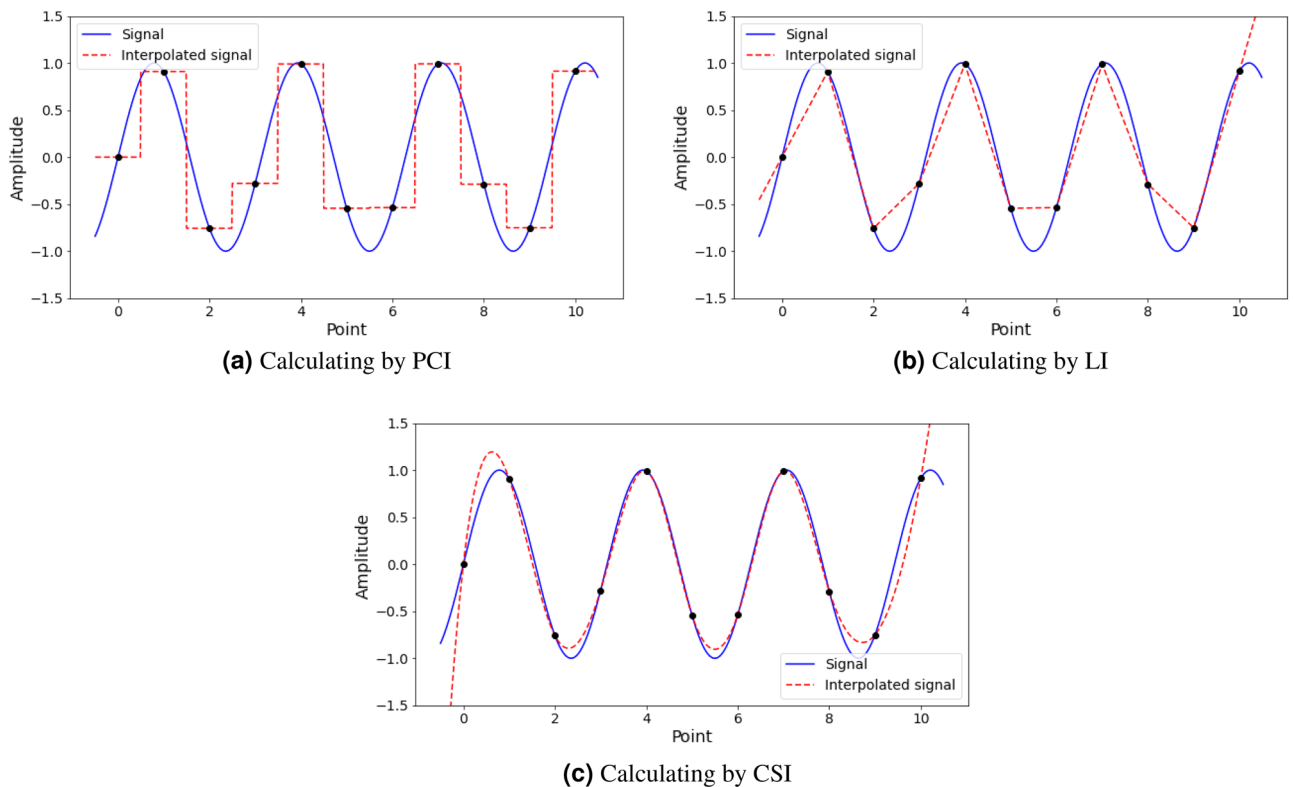 1.5
1.0
0.5
0.0
−0.5
−1.0
−1.5
Amplitude
Signal
Interpolated signal
0 2 4 6 8 10
Point
(a) Calculating by PCI
1.5
1.0
0.5
0.0
−0.5
−1.0
−1.5
Amplitude
Signal
Interpolated signal
0 2 4 6 8 10
Point
(b) Calculating by LI
1.5
1.0
0.5
0.0
−0.5
−1.0
−1.5
Amplitude
Signal
Interpolated signal
0 2 4 6 8 10
Point
(c) Calculating by CSI